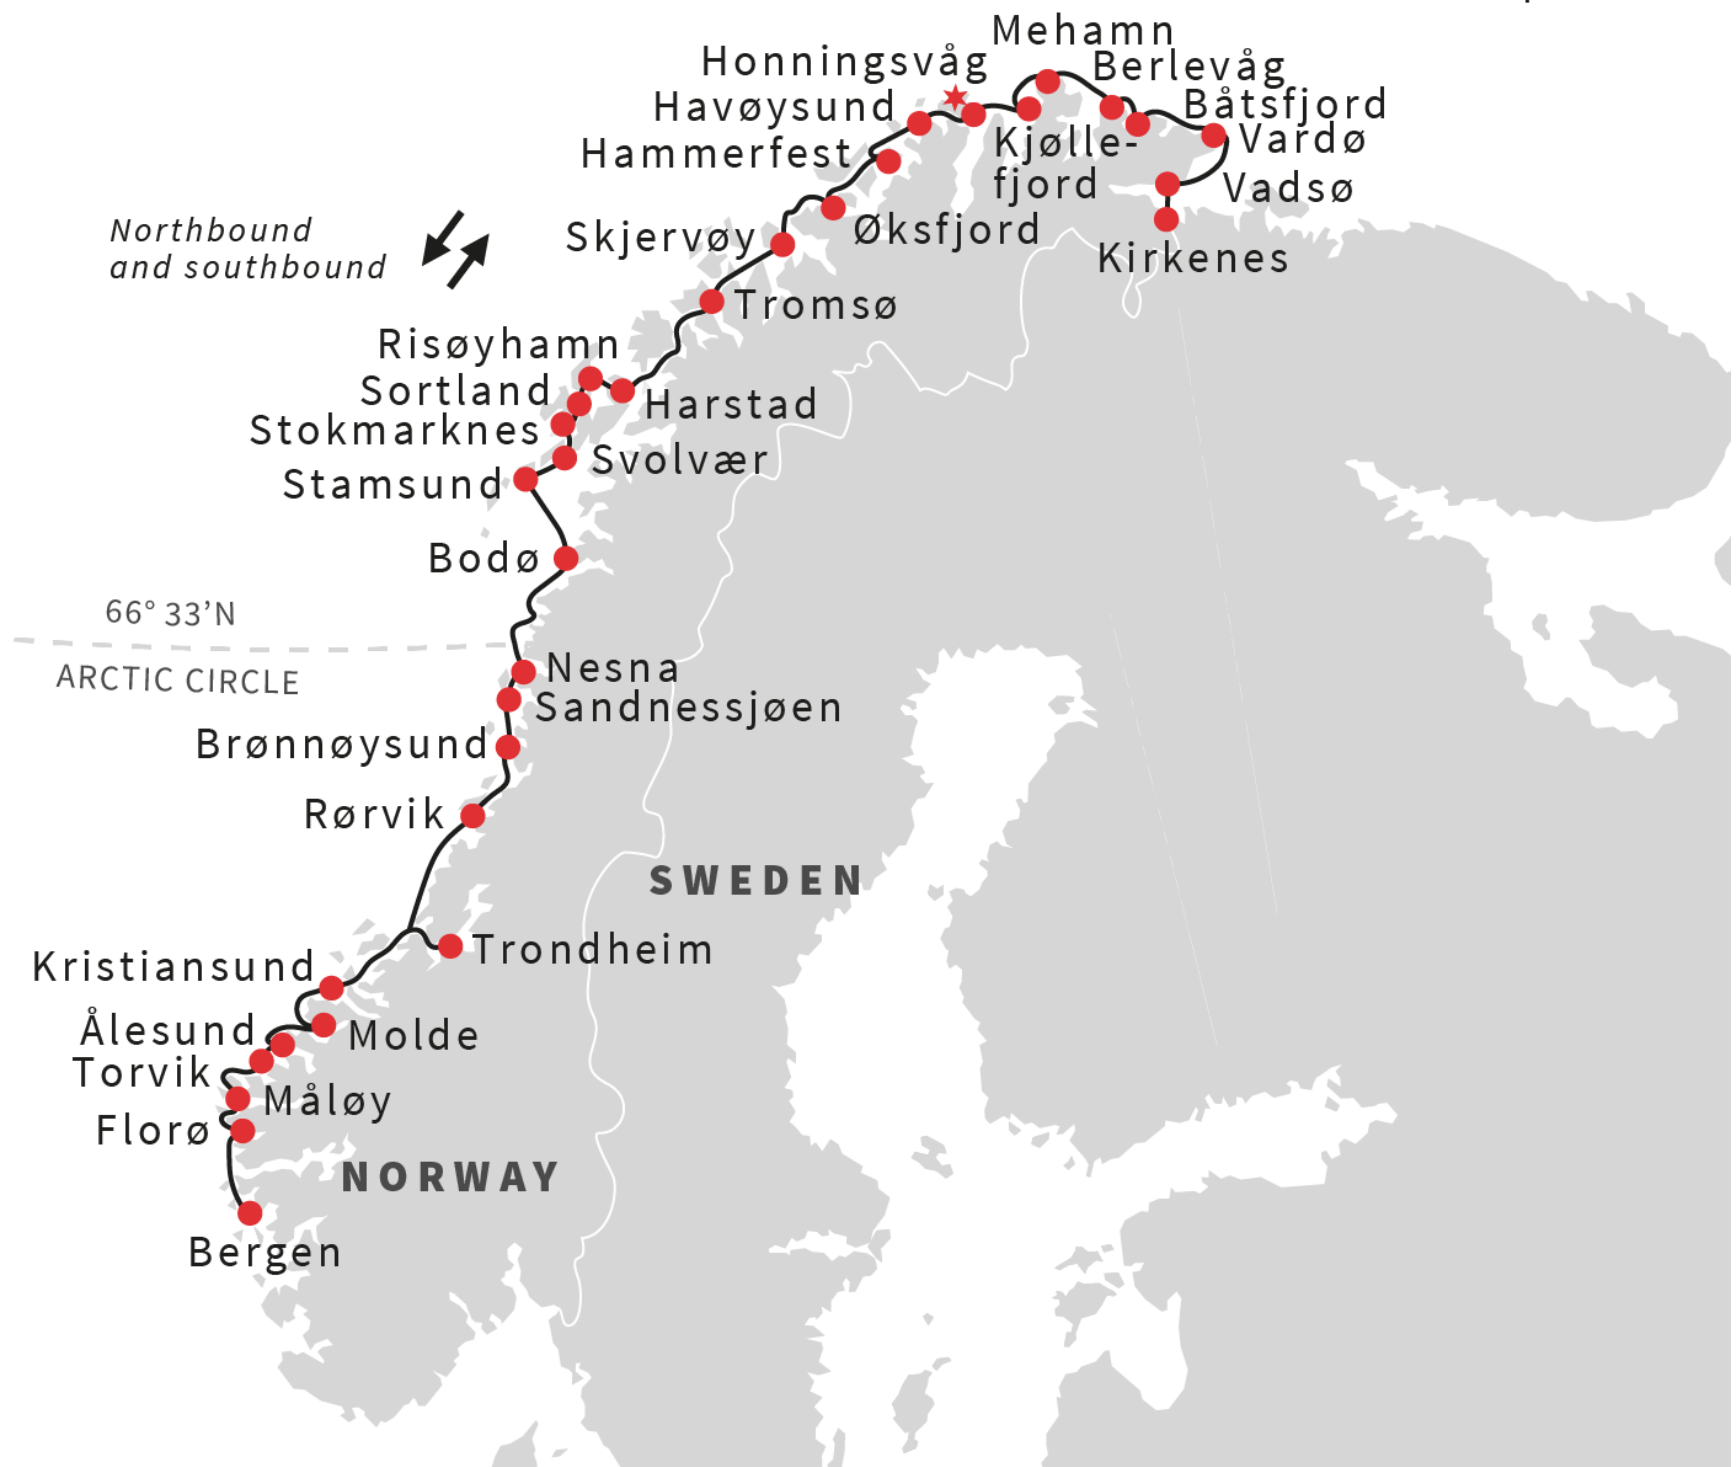 Mehamn
Honningsvåg
Berlevåg
Havøysund
Båtsfjord
Hammerfest
Kjølle-
fjord
Vardø
Vadsø
Northbound
and southbound
Skjervøy
Øksfjord
Kirkenes
Tromsø
Risøyhamn
Sortland
Harstad
Stokmarknes
Svolvær
Stamsund
Bodø
66° 33’N
ARCTIC CIRCLE
Nesna
Sandnessjøen
Brønnøysund
Rørvik
SWEDEN
Trondheim
Kristiansund
Ålesund
Molde
Torvik
Måløy
Florø
NORWAY
Bergen